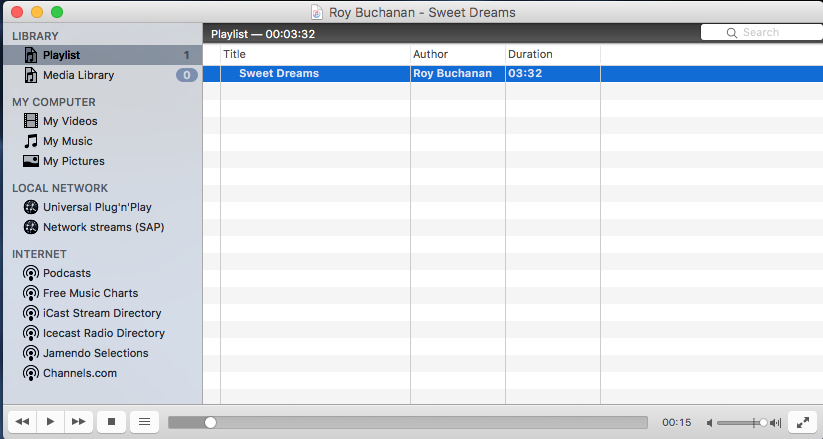 Roy Buchanan - Sweet Dreams
LIBRARY
Playlist 1
Media Library 0
MY COMPUTER
My Videos
My Music
My Pictures
LOCAL NETWORK
Universal Plug'n'Play
Network streams (SAP)
INTERNET
Podcasts
Free Music Charts
iCast Stream Directory
Icecast Radio Directory
Jamendo Selections
Channels.com
Playlist — 00:03:32
Search
Title Author Duration
Sweet Dreams Roy Buchanan 03:32
00:15